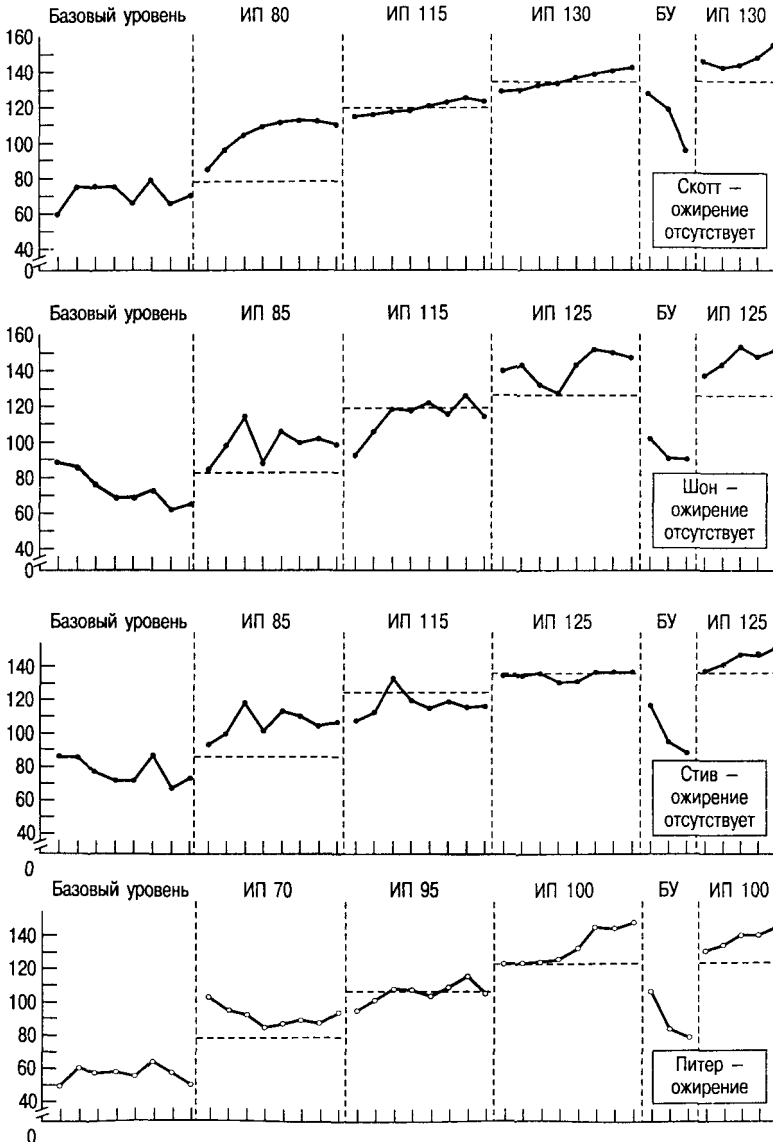 Базовый уровень ИП 80 ИП 115 ИП 130 БУ ИП 130
160
140
120
100
80
60
40
0
Скотт –
ожирение
отсутствует
Базовый уровень ИП 85 ИП 115 ИП 125 БУ ИП 125
160
140
120
100
80
60
40
0
Шон –
ожирение
отсутствует
Базовый уровень ИП 85 ИП 115 ИП 125 БУ ИП 125
140
120
100
80
60
40
0
Стив –
ожирение
отсутствует
Базовый уровень ИП 70 ИП 95 ИП 100 БУ ИП 100
140
120
100
80
60
40
0
Питер –
ожирение